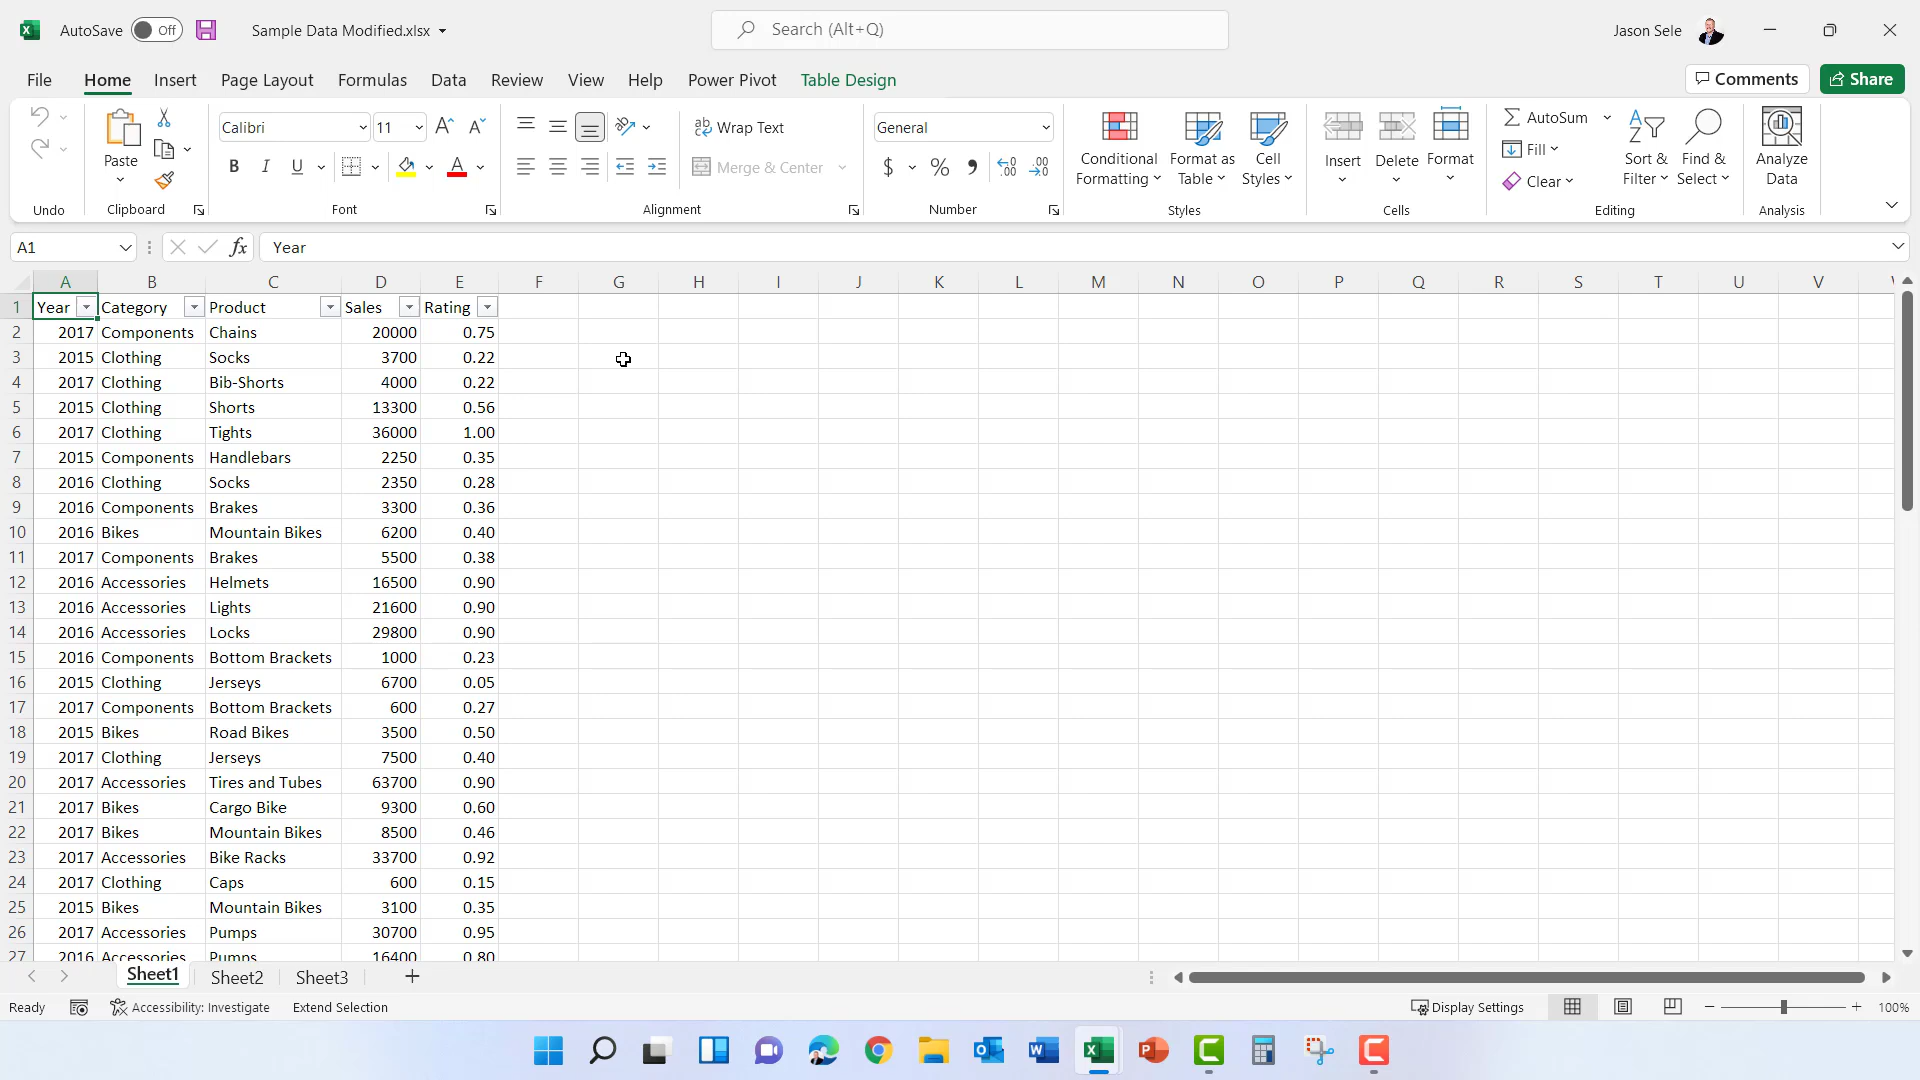 AutoSave Off Sample Data Modified.xlsx Search (Alt+Q) Jason Sele
File Home Insert Page Layout Formulas Data Review View Help Power Pivot Table Design Comments Share
Calibri 11 Wrap Text General AutoSum
Paste Conditional Formatting Format as Table Cell Styles Insert Delete Format Fill Sort & Filter Find & Select Analyze Data
B I U Merge & Center $ % Clear
Undo Clipboard Font Alignment Number Styles Cells Editing Analysis
A1 fx Year
A B C D E F G H I J K L M N O P Q R S T U V
1 Year Category Product Sales Rating
2 2017 Components Chains 20000 0.75
3 2015 Clothing Socks 3700 0.22
4 2017 Clothing Bib-Shorts 4000 0.22
5 2015 Clothing Shorts 13300 0.56
6 2017 Clothing Tights 36000 1.00
7 2015 Components Handlebars 2250 0.35
8 2016 Clothing Socks 2350 0.28
9 2016 Components Brakes 3300 0.36
10 2016 Bikes Mountain Bikes 6200 0.40
11 2017 Components Brakes 5500 0.38
12 2016 Accessories Helmets 16500 0.90
13 2016 Accessories Lights 21600 0.90
14 2016 Accessories Locks 29800 0.90
15 2016 Components Bottom Brackets 1000 0.23
16 2015 Clothing Jerseys 6700 0.05
17 2017 Components Bottom Brackets 600 0.27
18 2015 Bikes Road Bikes 3500 0.50
19 2017 Clothing Jerseys 7500 0.40
20 2017 Accessories Tires and Tubes 63700 0.90
21 2017 Bikes Cargo Bike 9300 0.60
22 2017 Bikes Mountain Bikes 8500 0.46
23 2017 Accessories Bike Racks 33700 0.92
24 2017 Clothing Caps 600 0.15
25 2015 Bikes Mountain Bikes 3100 0.35
26 2017 Accessories Pumps 30700 0.95
27 2016 Accessories Pumps 16400 0.80
Sheet1 Sheet2 Sheet3
Ready Accessibility: Investigate Extend Selection Display Settings 100%